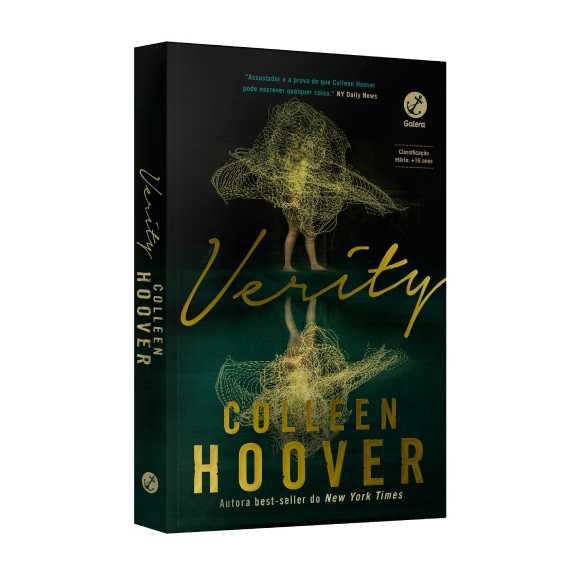 "Assustador e a prova de que Colleen Hoover
pode escrever qualquer coisa." NY Daily News
Galera
Classificação
etária: +16 anos
Verity
COLLEEN
HOOVER
Autora best-seller do New York Times
Verity
COLLEEN
HOOVER